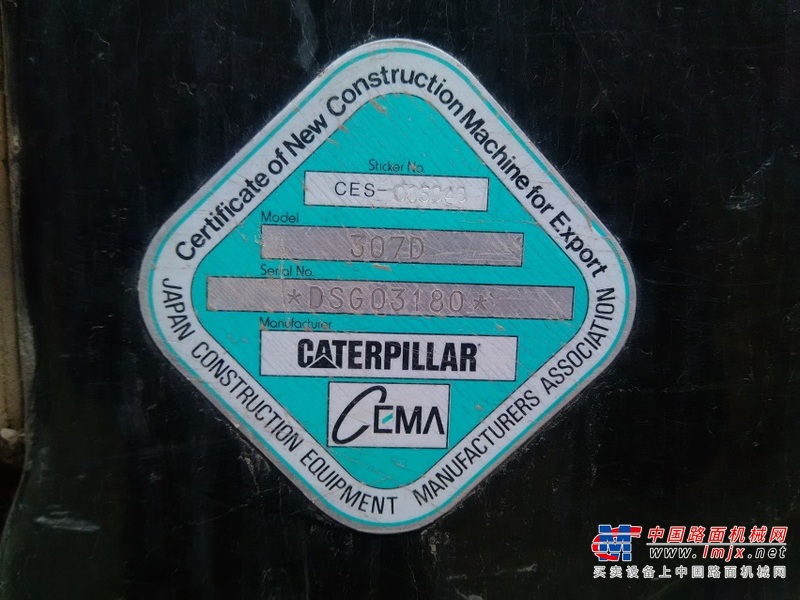 Certificate of New Construction Machine for Export
Sticker No.
CES-
Model
307D
Serial No.
*DSG03180*
Manufacturer
CATERPILLAR
CEMA
JAPAN CONSTRUCTION EQUIPMENT MANUFACTURERS ASSOCIATION
中国路面机械网
www.lmjx.net
买卖设备上中国路面机械网